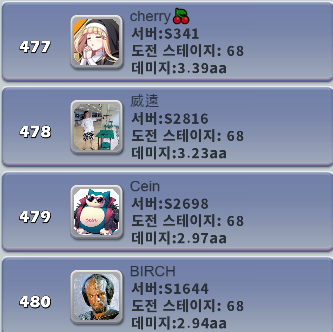 477
cherry🍒
서버:S341
도전 스테이지: 68
데미지:3.39aa
478
威遠
서버:S2816
도전 스테이지: 68
데미지:3.23aa
479
Cein
서버:S2698
도전 스테이지: 68
데미지:2.97aa
480
BIRCH
서버:S1644
도전 스테이지: 68
데미지:2.94aa